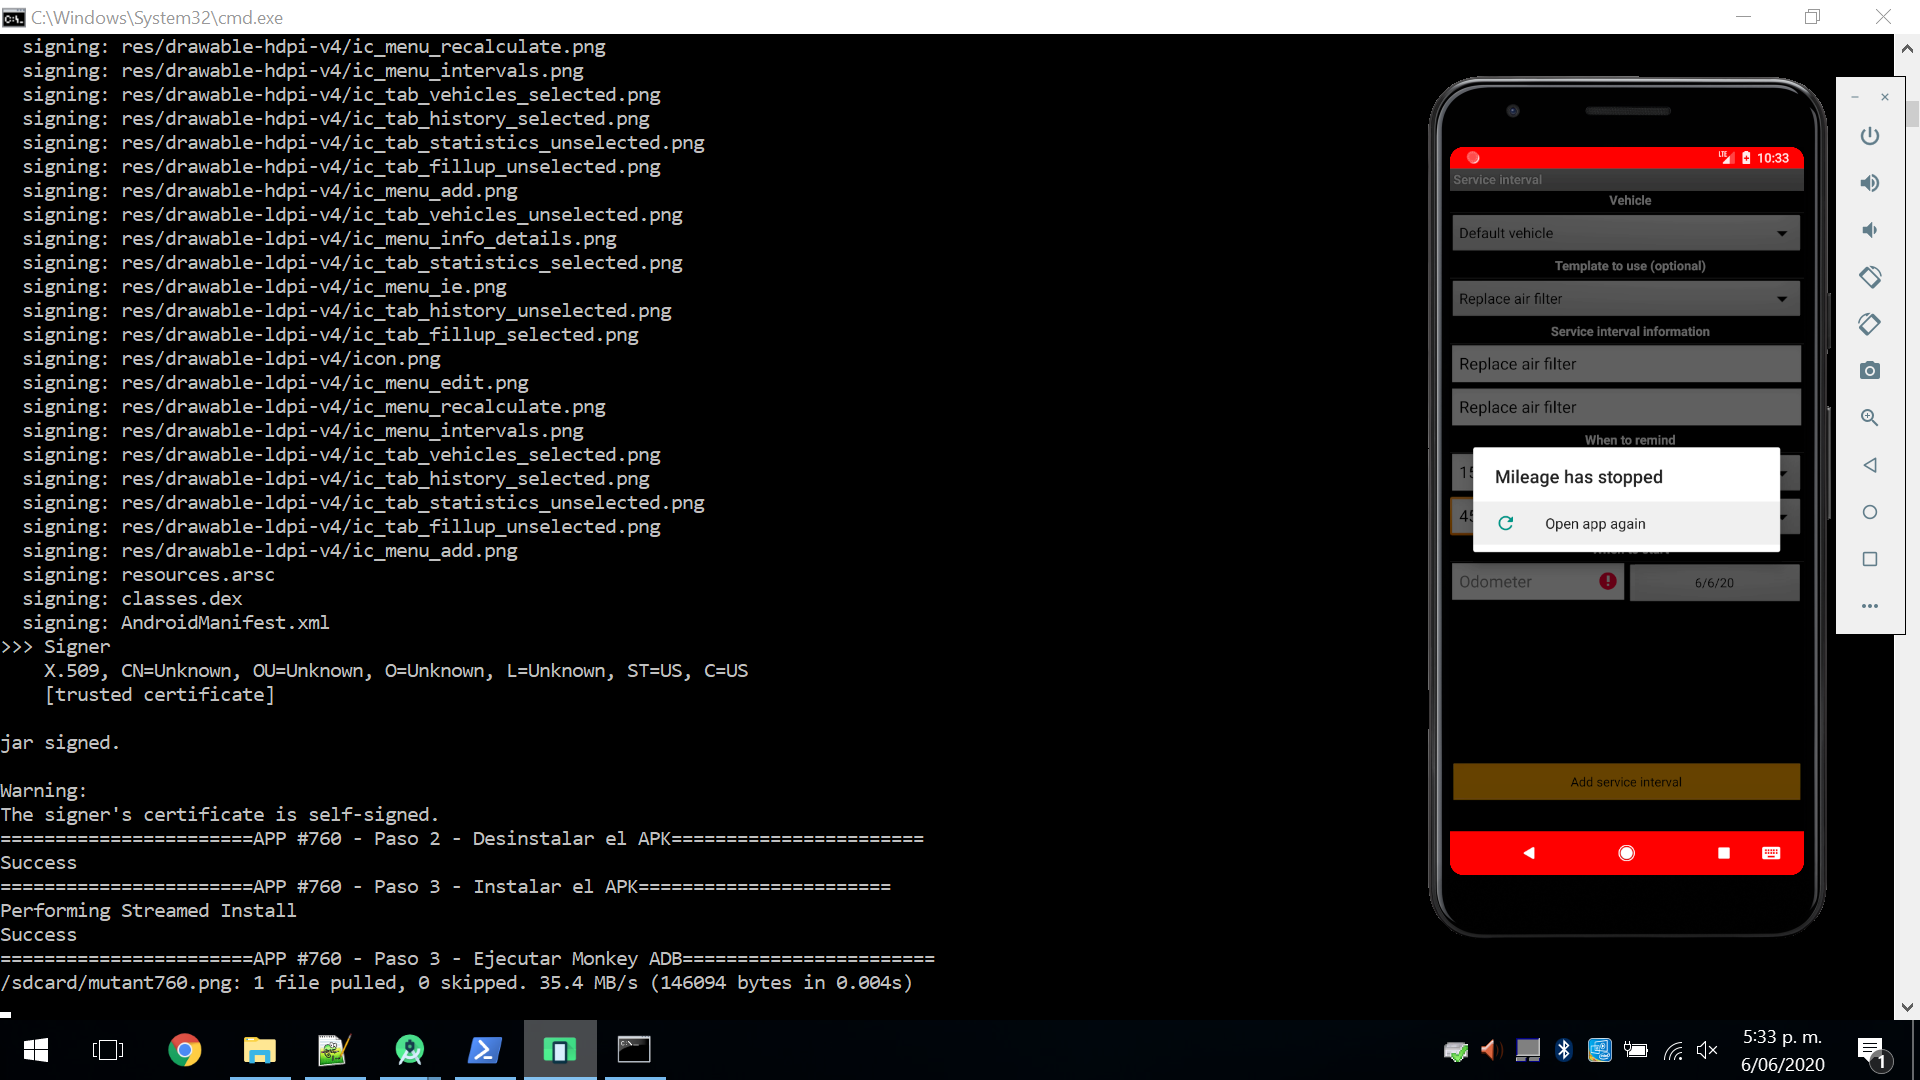 C:\Windows\System32\cmd.exe
signing: res/drawable-hdpi-v4/ic_menu_recalculate.png
signing: res/drawable-hdpi-v4/ic_menu_intervals.png
signing: res/drawable-hdpi-v4/ic_tab_vehicles_selected.png
signing: res/drawable-hdpi-v4/ic_tab_history_selected.png
signing: res/drawable-hdpi-v4/ic_tab_statistics_unselected.png
signing: res/drawable-hdpi-v4/ic_tab_fillup_unselected.png
signing: res/drawable-hdpi-v4/ic_menu_add.png
signing: res/drawable-ldpi-v4/ic_tab_vehicles_unselected.png
signing: res/drawable-ldpi-v4/ic_menu_info_details.png
signing: res/drawable-ldpi-v4/ic_tab_statistics_selected.png
signing: res/drawable-ldpi-v4/ic_menu_ie.png
signing: res/drawable-ldpi-v4/ic_tab_history_unselected.png
signing: res/drawable-ldpi-v4/ic_tab_fillup_selected.png
signing: res/drawable-ldpi-v4/icon.png
signing: res/drawable-ldpi-v4/ic_menu_edit.png
signing: res/drawable-ldpi-v4/ic_menu_recalculate.png
signing: res/drawable-ldpi-v4/ic_menu_intervals.png
signing: res/drawable-ldpi-v4/ic_tab_vehicles_selected.png
signing: res/drawable-ldpi-v4/ic_tab_history_selected.png
signing: res/drawable-ldpi-v4/ic_tab_statistics_unselected.png
signing: res/drawable-ldpi-v4/ic_tab_fillup_unselected.png
signing: res/drawable-ldpi-v4/ic_menu_add.png
signing: resources.arsc
signing: classes.dex
signing: AndroidManifest.xml
>>> Signer
X.509, CN=Unknown, OU=Unknown, O=Unknown, L=Unknown, ST=US, C=US
[trusted certificate]
jar signed.
Warning:
The signer's certificate is self-signed.
=======================APP #760 - Paso 2 - Desinstalar el APK=======================
Success
=======================APP #760 - Paso 3 - Instalar el APK=======================
Performing Streamed Install
Success
=======================APP #760 - Paso 3 - Ejecutar Monkey ADB=======================
/sdcard/mutant760.png: 1 file pulled, 0 skipped. 35.4 MB/s (146094 bytes in 0.004s)
LTE 10:33
Service interval
Vehicle
Default vehicle
Template to use (optional)
Replace air filter
Service interval information
Replace air filter
Replace air filter
When to remind
Mileage has stopped
Open app again
Odometer
6/6/20
Add service interval
5:33 p. m.
6/06/2020
1